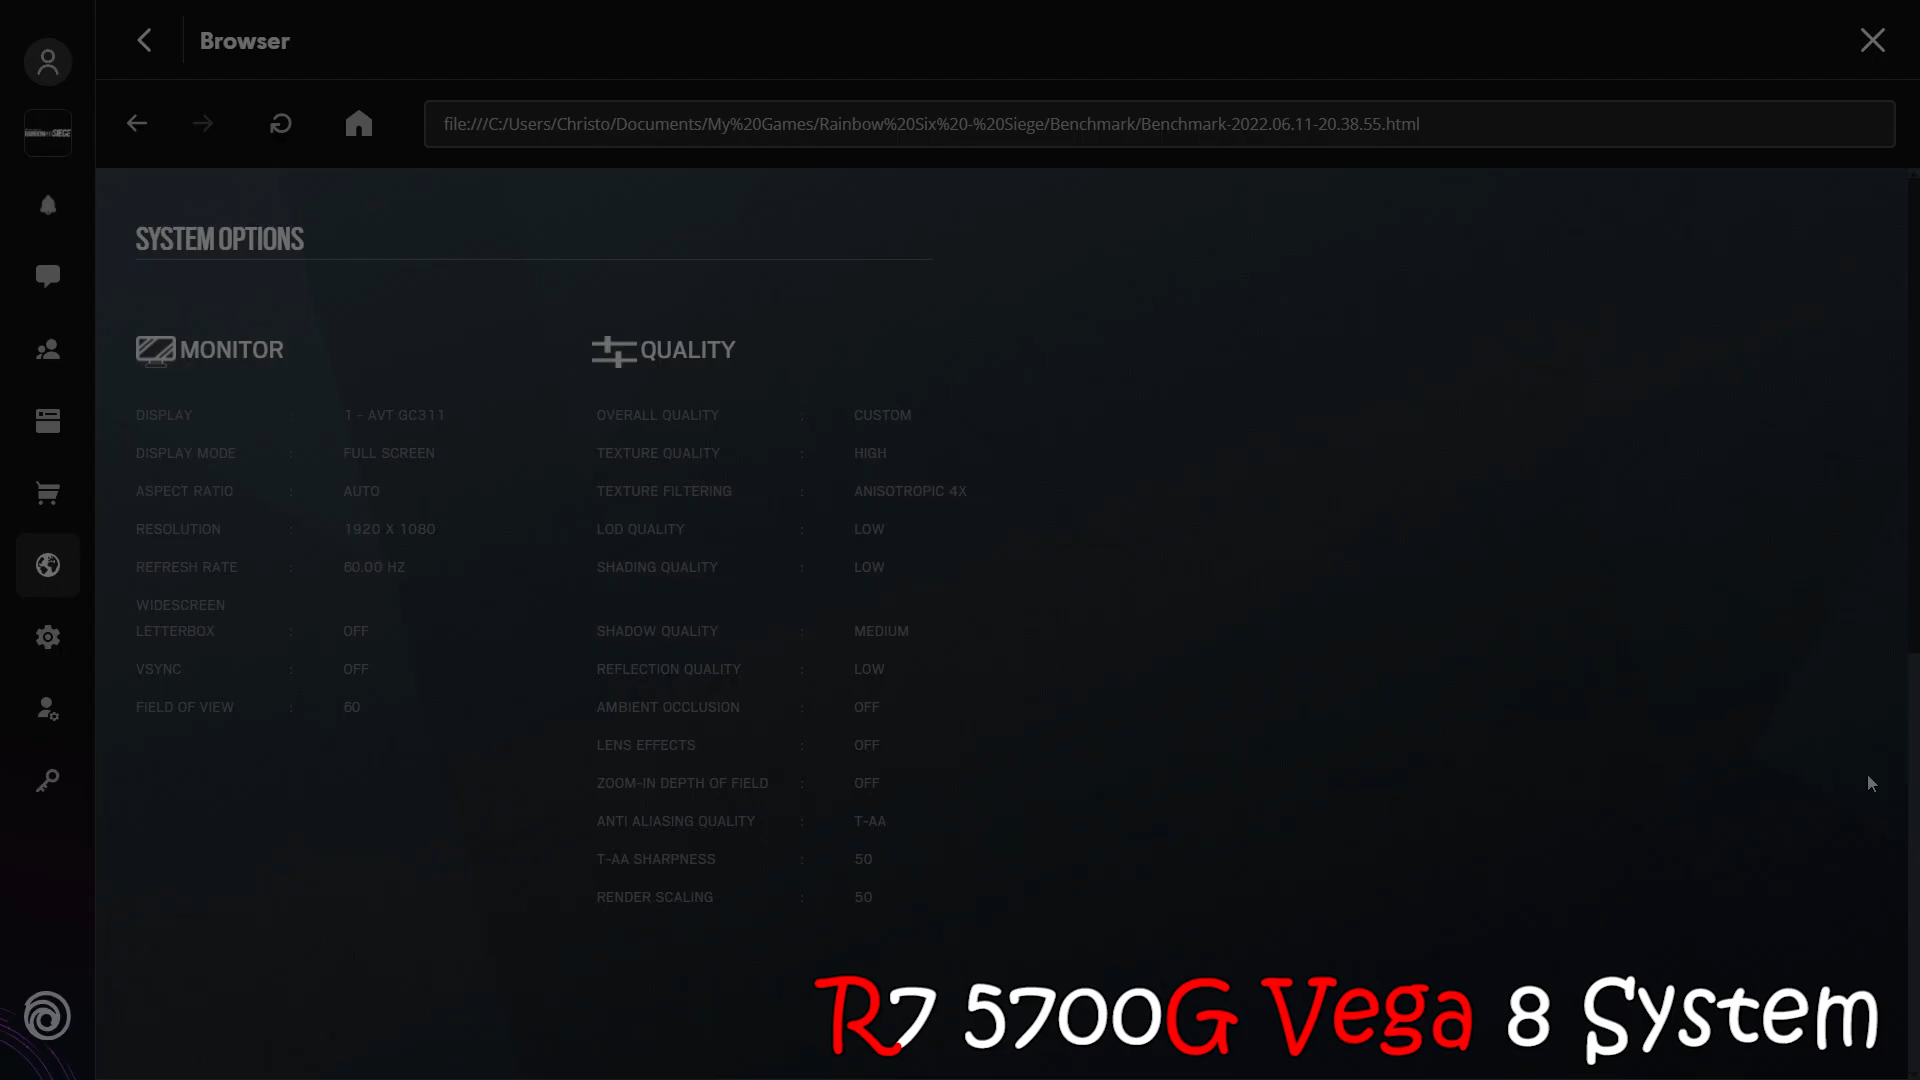 Browser
file:///C:/Users/Christo/Documents/My%20Games/Rainbow%20Six%20-%20Siege/Benchmark/Benchmark-2022.06.11-20.38.55.html
SYSTEM OPTIONS
MONITOR
DISPLAY : 1 - AVT GC311
DISPLAY MODE : FULL SCREEN
ASPECT RATIO : AUTO
RESOLUTION : 1920 X 1080
REFRESH RATE : 60.00 HZ
WIDESCREEN
LETTERBOX : OFF
VSYNC : OFF
FIELD OF VIEW : 60
QUALITY
OVERALL QUALITY : CUSTOM
TEXTURE QUALITY : HIGH
TEXTURE FILTERING : ANISOTROPIC 4X
LOD QUALITY : LOW
SHADING QUALITY : LOW
SHADOW QUALITY : MEDIUM
REFLECTION QUALITY : LOW
AMBIENT OCCLUSION : OFF
LENS EFFECTS : OFF
ZOOM-IN DEPTH OF FIELD : OFF
ANTI ALIASING QUALITY : T-AA
T-AA SHARPNESS : 50
RENDER SCALING : 50
R7 5700G Vega 8 System